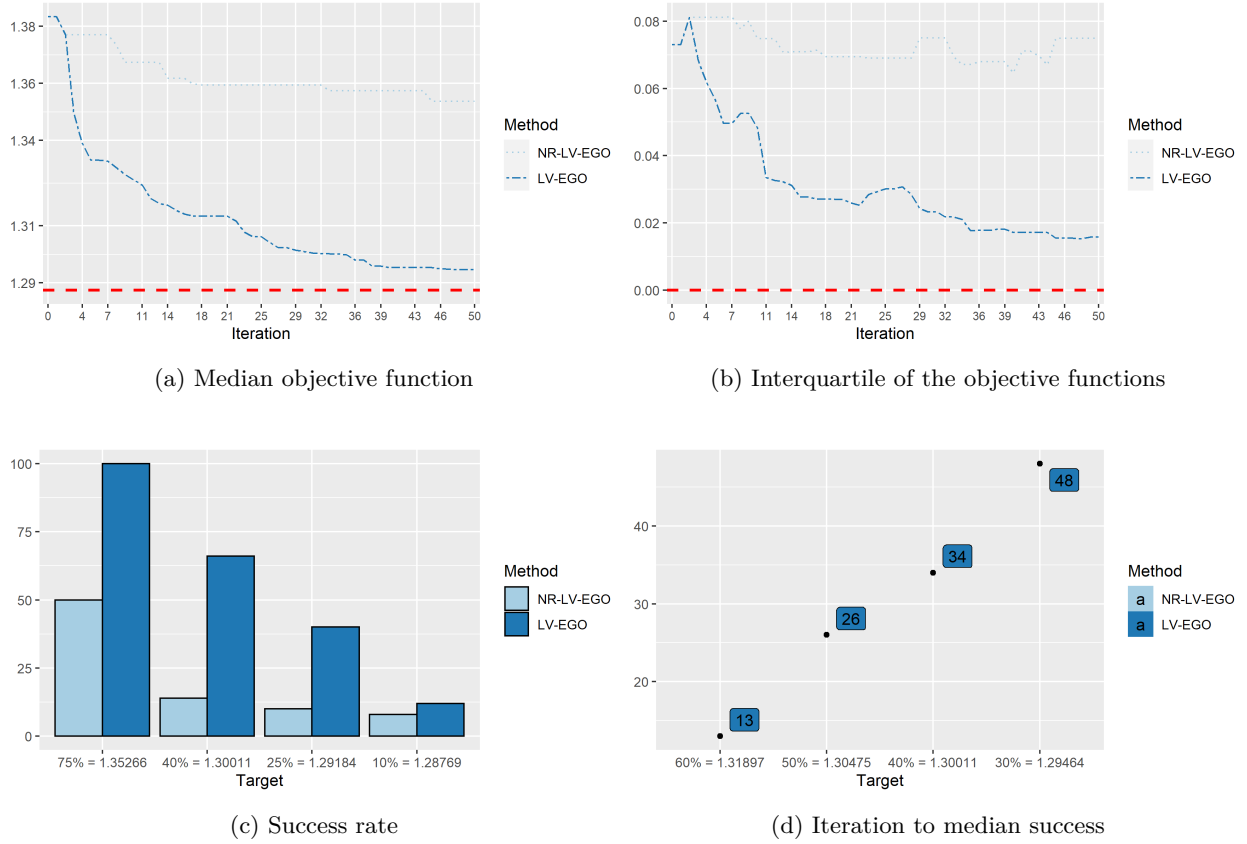 1.38
1.36
1.34
1.31
1.29
0 4 7 11 14 18 21 25 29 32 36 39 43 46 50
Iteration
Method
NR-LV-EGO
LV-EGO
(a) Median objective function
0.08
0.06
0.04
0.02
0.00
0 4 7 11 14 18 21 25 29 32 36 39 43 46 50
Iteration
Method
NR-LV-EGO
LV-EGO
(b) Interquartile of the objective functions
100
75
50
25
0
75% = 1.35266 40% = 1.30011 25% = 1.29184 10% = 1.28769
Target
Method
NR-LV-EGO
LV-EGO
(c) Success rate
40
30
20
48
34
26
13
60% = 1.31897 50% = 1.30475 40% = 1.30011 30% = 1.29464
Target
Method
a NR-LV-EGO
a LV-EGO
(d) Iteration to median success